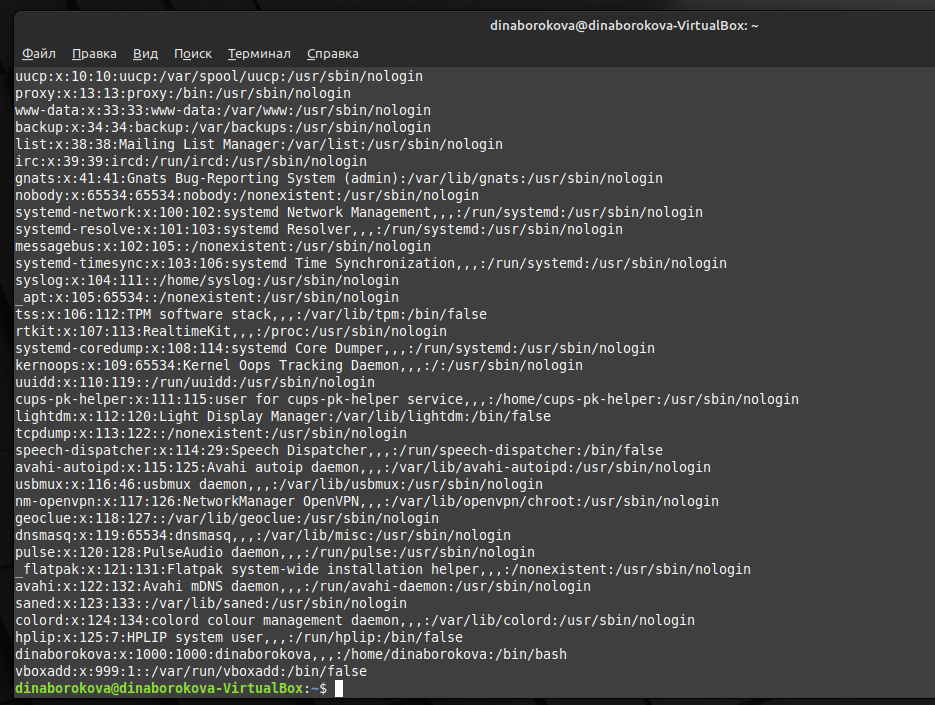 dinaborokova@dinaborokova-VirtualBox: ~
Файл Правка Вид Поиск Терминал Справка
uucp:x:10:10:uucp:/var/spool/uucp:/usr/sbin/nologin
proxy:x:13:13:proxy:/bin:/usr/sbin/nologin
www-data:x:33:33:www-data:/var/www:/usr/sbin/nologin
backup:x:34:34:backup:/var/backups:/usr/sbin/nologin
list:x:38:38:Mailing List Manager:/var/list:/usr/sbin/nologin
irc:x:39:39:ircd:/run/ircd:/usr/sbin/nologin
gnats:x:41:41:Gnats Bug-Reporting System (admin):/var/lib/gnats:/usr/sbin/nologin
nobody:x:65534:65534:nobody:/nonexistent:/usr/sbin/nologin
systemd-network:x:100:102:systemd Network Management,,,:/run/systemd:/usr/sbin/nologin
systemd-resolve:x:101:103:systemd Resolver,,,:/run/systemd:/usr/sbin/nologin
messagebus:x:102:105::/nonexistent:/usr/sbin/nologin
systemd-timesync:x:103:106:systemd Time Synchronization,,,:/run/systemd:/usr/sbin/nologin
syslog:x:104:111::/home/syslog:/usr/sbin/nologin
_apt:x:105:65534::/nonexistent:/usr/sbin/nologin
tss:x:106:112:TPM software stack,,,:/var/lib/tpm:/bin/false
rtkit:x:107:113:RealtimeKit,,,:/proc:/usr/sbin/nologin
systemd-coredump:x:108:114:systemd Core Dumper,,,:/run/systemd:/usr/sbin/nologin
kernoops:x:109:65534:Kernel Oops Tracking Daemon,,,:/:/usr/sbin/nologin
uuidd:x:110:119::/run/uuidd:/usr/sbin/nologin
cups-pk-helper:x:111:115:user for cups-pk-helper service,,,:/home/cups-pk-helper:/usr/sbin/nologin
lightdm:x:112:120:Light Display Manager:/var/lib/lightdm:/bin/false
tcpdump:x:113:122::/nonexistent:/usr/sbin/nologin
speech-dispatcher:x:114:29:Speech Dispatcher,,,:/run/speech-dispatcher:/bin/false
avahi-autoipd:x:115:125:Avahi autoip daemon,,,:/var/lib/avahi-autoipd:/usr/sbin/nologin
usbmux:x:116:46:usbmux daemon,,,:/var/lib/usbmux:/usr/sbin/nologin
nm-openvpn:x:117:126:NetworkManager OpenVPN,,,:/var/lib/openvpn/chroot:/usr/sbin/nologin
geoclue:x:118:127::/var/lib/geoclue:/usr/sbin/nologin
dnsmasq:x:119:65534:dnsmasq,,,:/var/lib/misc:/usr/sbin/nologin
pulse:x:120:128:PulseAudio daemon,,,:/run/pulse:/usr/sbin/nologin
_flatpak:x:121:131:Flatpak system-wide installation helper,,,:/nonexistent:/usr/sbin/nologin
avahi:x:122:132:Avahi mDNS daemon,,,:/run/avahi-daemon:/usr/sbin/nologin
saned:x:123:133::/var/lib/saned:/usr/sbin/nologin
colord:x:124:134:colord colour management daemon,,,:/var/lib/colord:/usr/sbin/nologin
hplip:x:125:7:HPLIP system user,,,:/run/hplip:/bin/false
dinaborokova:x:1000:1000:dinaborokova,,,:/home/dinaborokova:/bin/bash
vboxadd:x:999:1::/var/run/vboxadd:/bin/false
dinaborokova@dinaborokova-VirtualBox:~$